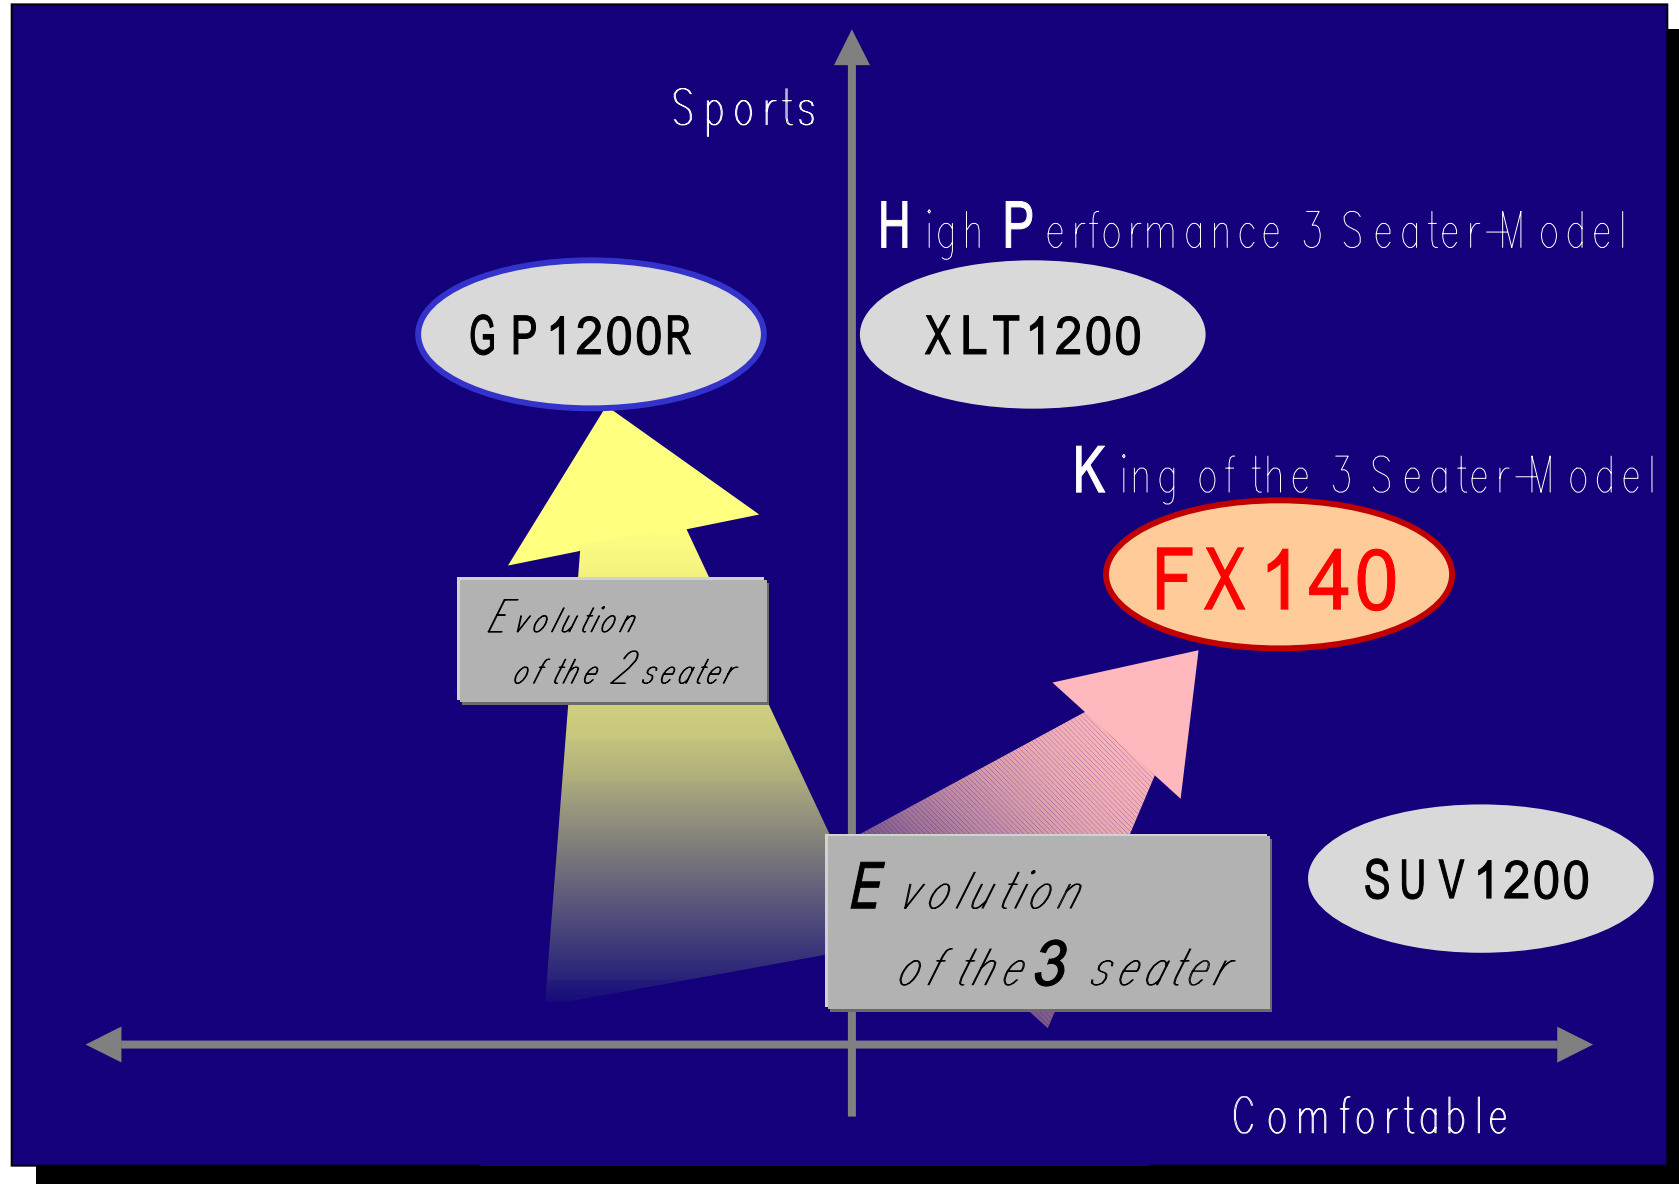 Sports
High Performance 3 Seater-Model
GP1200R
XLT1200
King of the 3 Seater-Model
FX140
Evolution
of the 2 seater
Evolution
of the 3 seater
SUV1200
Comfortable